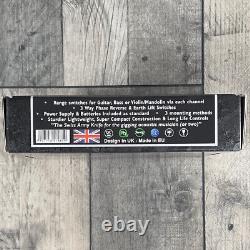 • Range switches for Guitar, Bass or Violin/Mandolin via each channel
• 3 Way Phase Reverse & Earth Lift Switches
• Power Supply & Batteries Included as standard • 3 mounting methods
• Sturdier Lightweight, Super Compact Construction & Long Life Controls
"The Swiss Army Knife for the gigging acoustic musician (or two)"
Design in UK : Made in EU